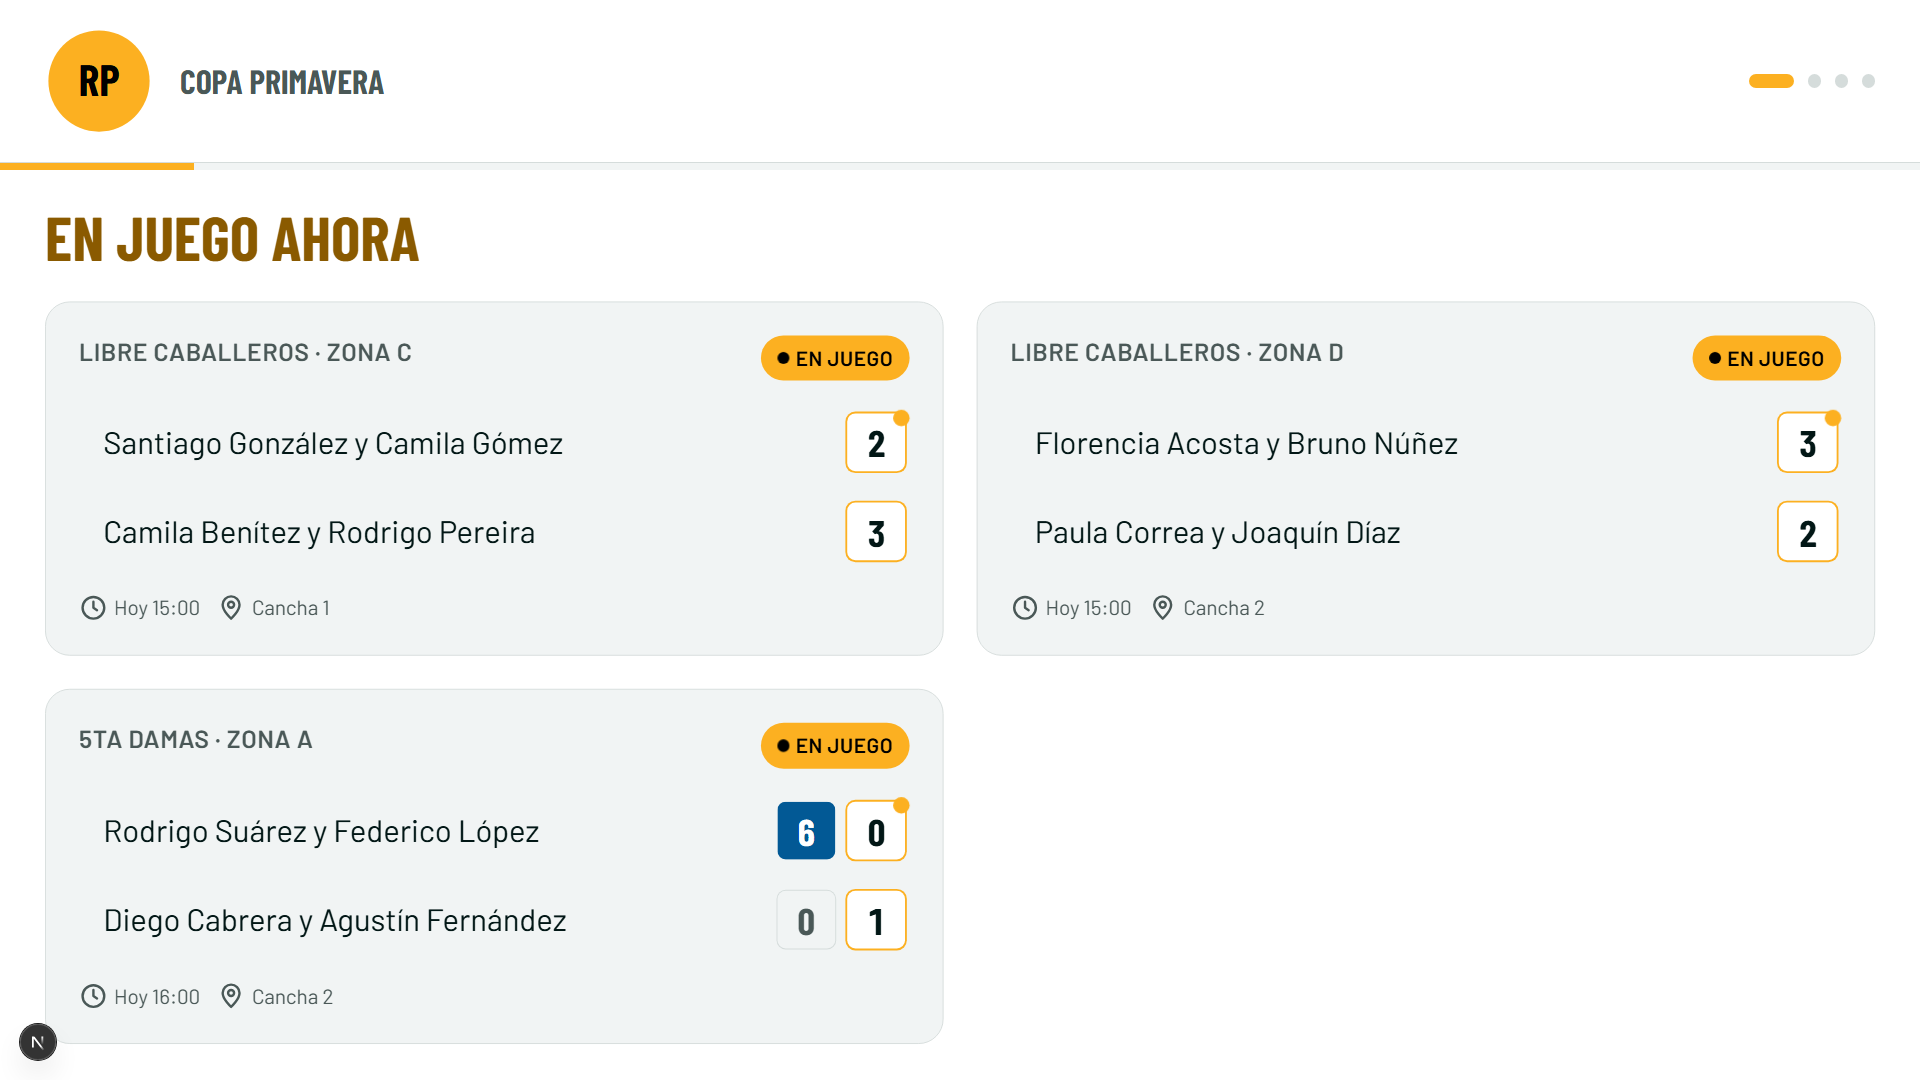 RP
COPA PRIMAVERA
EN JUEGO AHORA
LIBRE CABALLEROS · ZONA C
EN JUEGO
Santiago González y Camila Gómez
2
Camila Benítez y Rodrigo Pereira
3
Hoy 15:00
Cancha 1
LIBRE CABALLEROS · ZONA D
EN JUEGO
Florencia Acosta y Bruno Núñez
3
Paula Correa y Joaquín Díaz
2
Hoy 15:00
Cancha 2
5TA DAMAS · ZONA A
EN JUEGO
Rodrigo Suárez y Federico López
6 0
Diego Cabrera y Agustín Fernández
0 1
Hoy 16:00
Cancha 2
N